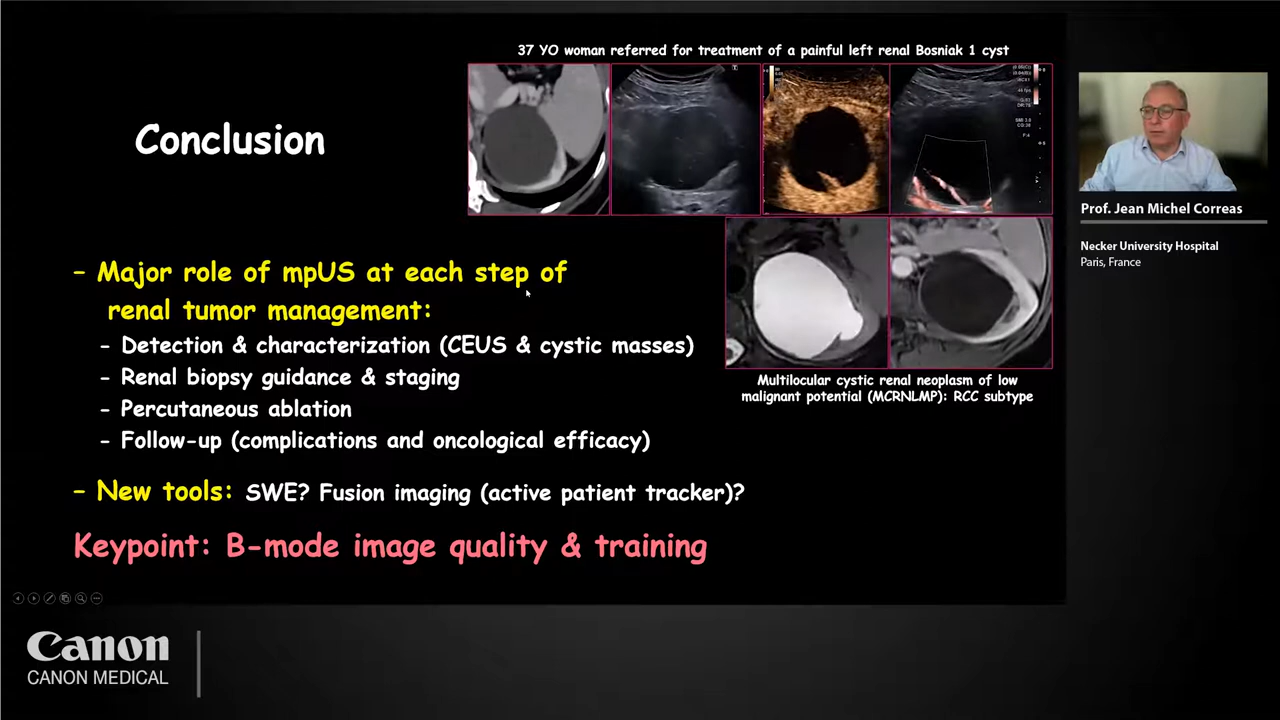 37 YO woman referred for treatment of a painful left renal Bosniak 1 cyst
Conclusion
- Major role of mpUS at each step of
renal tumor management:
- Detection & characterization (CEUS & cystic masses)
- Renal biopsy guidance & staging
- Percutaneous ablation
- Follow-up (complications and oncological efficacy)
- New tools: SWE? Fusion imaging (active patient tracker)?
Keypoint: B-mode image quality & training
Multilocular cystic renal neoplasm of low
malignant potential (MCRNLMP): RCC subtype
Prof. Jean Michel Correas
Necker University Hospital
Paris, France
Canon
CANON MEDICAL